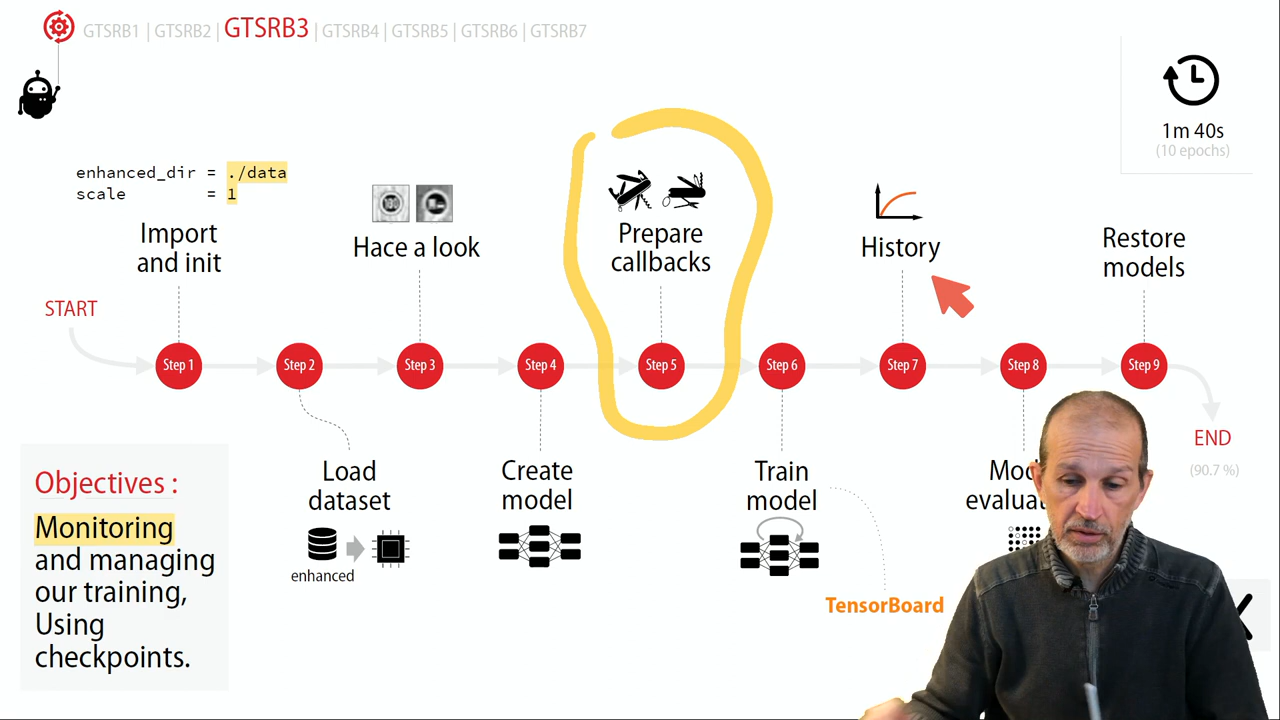 GTSRB1 | GTSRB2 | GTSRB3 | GTSRB4 | GTSRB5 | GTSRB6 | GTSRB7
1m 40s
(10 epochs)
enhanced_dir = ./data
scale = 1
Import
and init
Hace a look
Prepare
callbacks
History
Restore
models
START
Step 1
Step 2
Step 3
Step 4
Step 5
Step 6
Step 7
Step 8
Step 9
END
(90.7 %)
Load
dataset
enhanced
Create
model
Train
model
TensorBoard
Objectives :
Monitoring
and managing
our training,
Using
checkpoints.